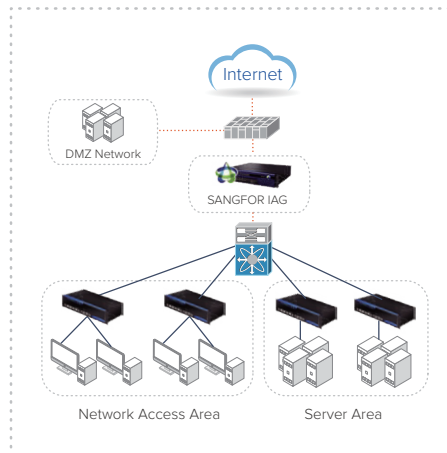 Internet
DMZ Network
SANGFOR IAG
Network Access Area
Server Area